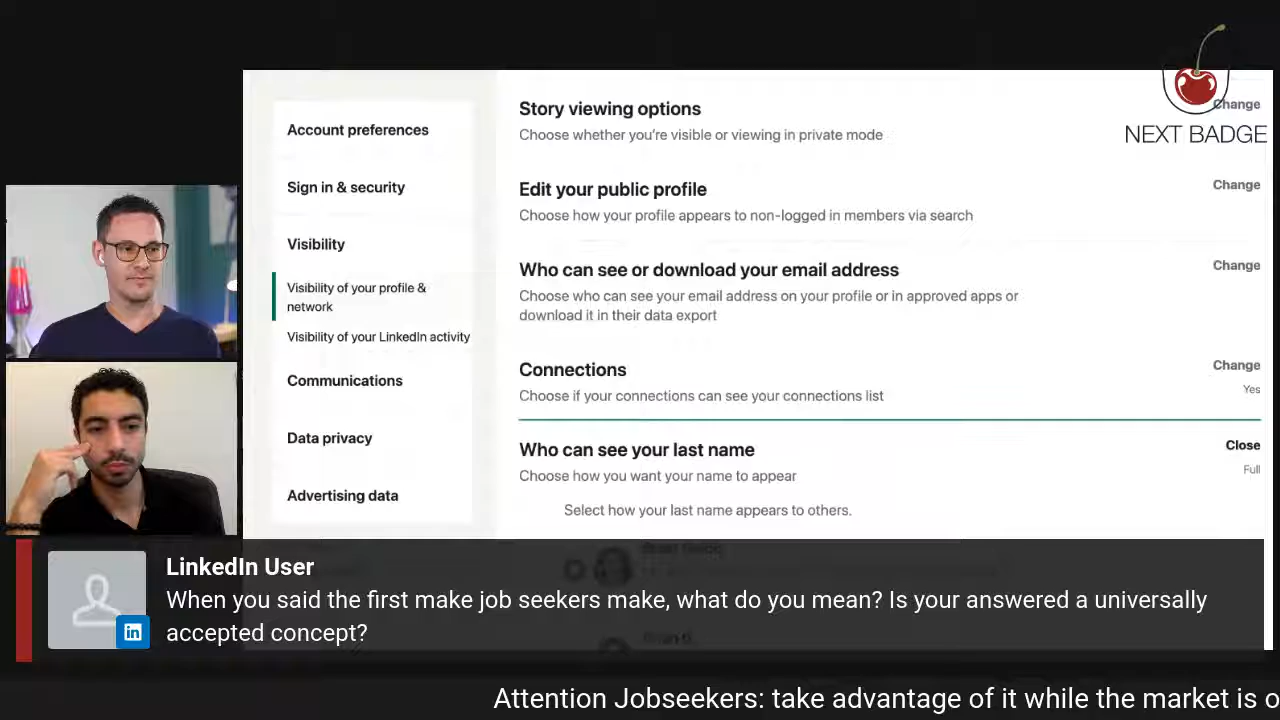 NEXT BADGE
Account preferences
Sign in & security
Visibility
Visibility of your profile &
network
Visibility of your LinkedIn activity
Communications
Data privacy
Advertising data
Story viewing options
Change
Choose whether you're visible or viewing in private mode
Edit your public profile
Change
Choose how your profile appears to non-logged in members via search
Who can see or download your email address
Change
Choose who can see your email address on your profile or in approved apps or
download it in their data export
Connections
Change
Choose if your connections can see your connections list
Yes
Who can see your last name
Close
Choose how you want your name to appear
Full
Select how your last name appears to others.
LinkedIn User
When you said the first make job seekers make, what do you mean? Is your answered a universally
accepted concept?
in
Attention Jobseekers: take advantage of it while the market is o